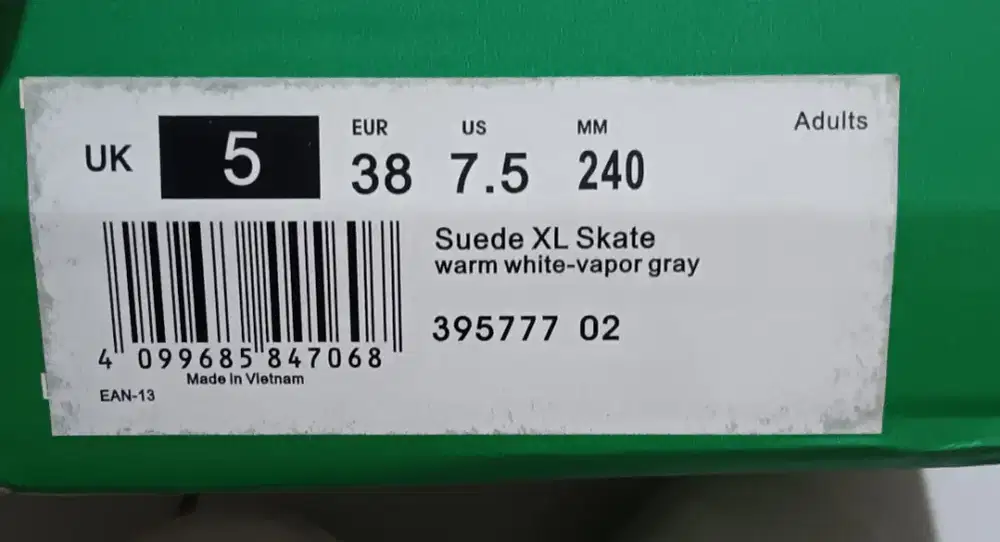 UK 5
EUR US MM
38 7.5 240
Adults
Suede XL Skate
warm white-vapor gray
395777 02
4 099685 847068
Made in Vietnam
EAN-13